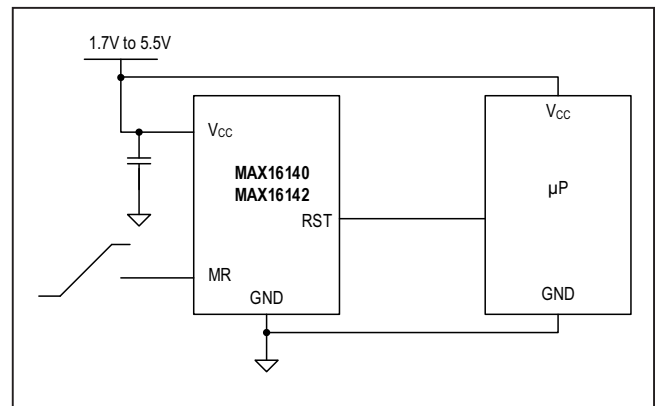 1.7V to 5.5V
VCC
VCC
MAX16140
MAX16142
µP
RST
MR
GND
GND